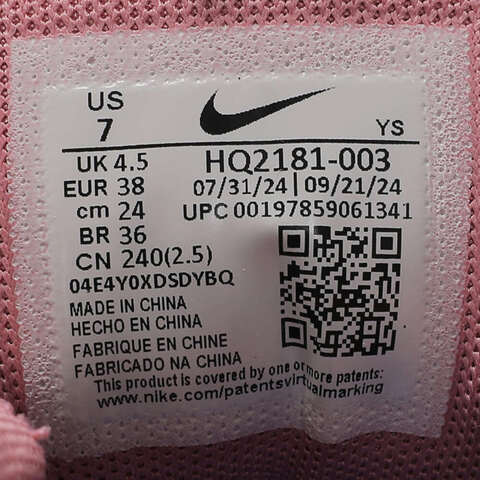 US
7
YS
UK 4.5
HQ2181-003
EUR 38
07/31/24 | 09/21/24
cm 24
UPC 00197859061341
BR 36
CN 240(2.5)
04E4Y0XDSDYBQ
MADE IN CHINA
HECHO EN CHINA
FABRIQUE EN CHINE
FABRICADO NA CHINA
This product is covered by one or more patents:
www.nike.com/patentsvirtualmarking